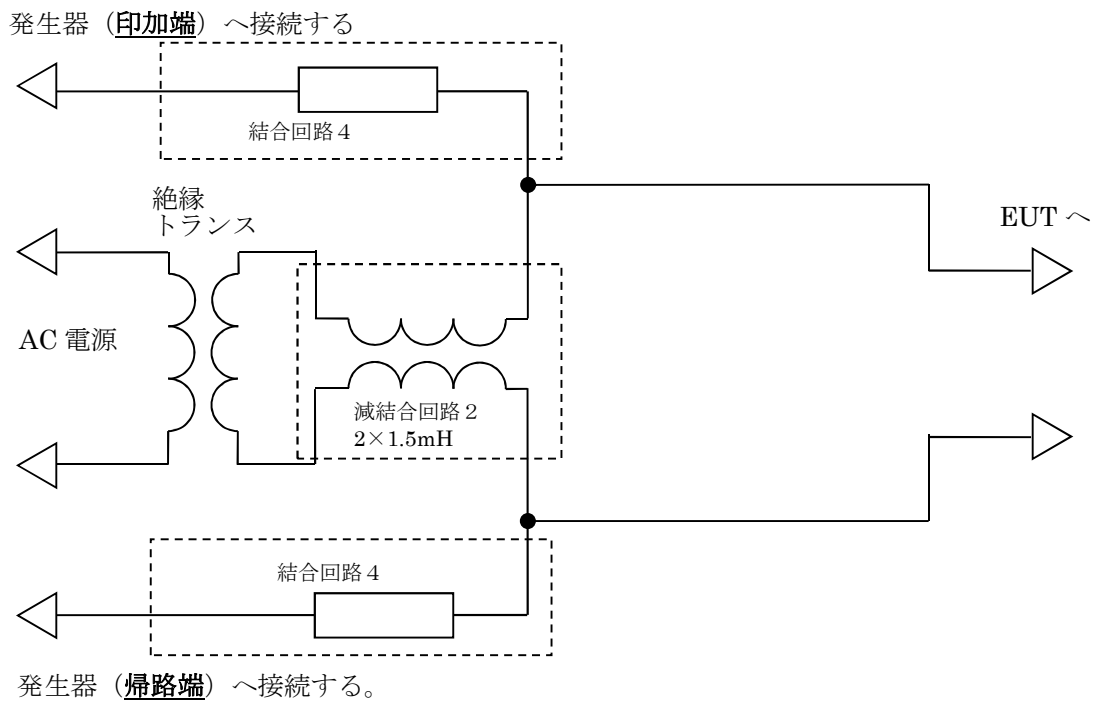 発生器（印加端）へ接続する
結合回路４
絶縁
トランス
EUT へ
AC 電源
減結合回路２
2×1.5mH
結合回路４
発生器（帰路端）へ接続する。